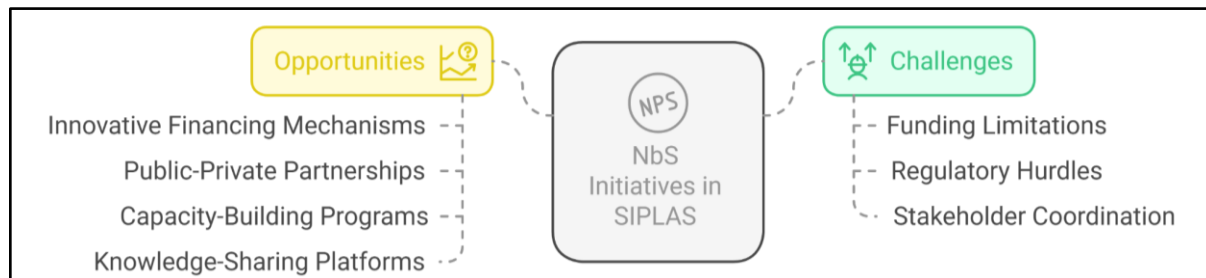 Opportunities
Innovative Financing Mechanisms
Public-Private Partnerships
Capacity-Building Programs
Knowledge-Sharing Platforms
NPS
NbS
Initiatives in
SIPLAS
Challenges
Funding Limitations
Regulatory Hurdles
Stakeholder Coordination